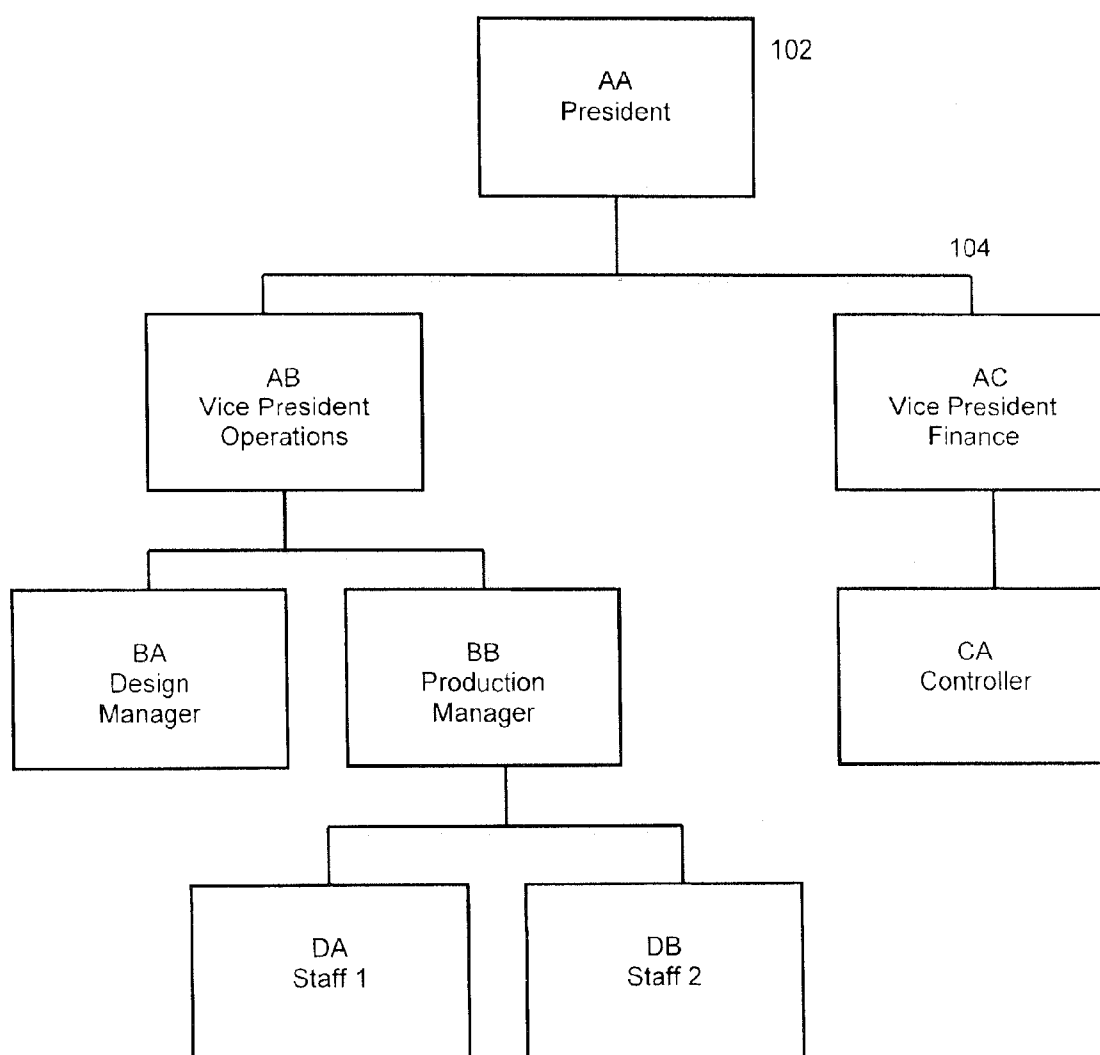 102
AA
President
104
AB
Vice President
Operations
AC
Vice President
Finance
BA
Design
Manager
BB
Production
Manager
CA
Controller
DA
Staff 1
DB
Staff 2